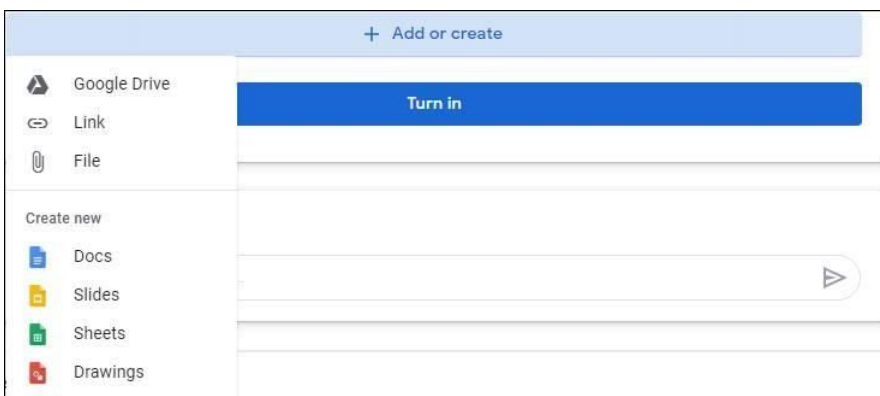 + Add or create
Google Drive
Turn in
Link
File
Create new
Docs
Slides
Sheets
Drawings